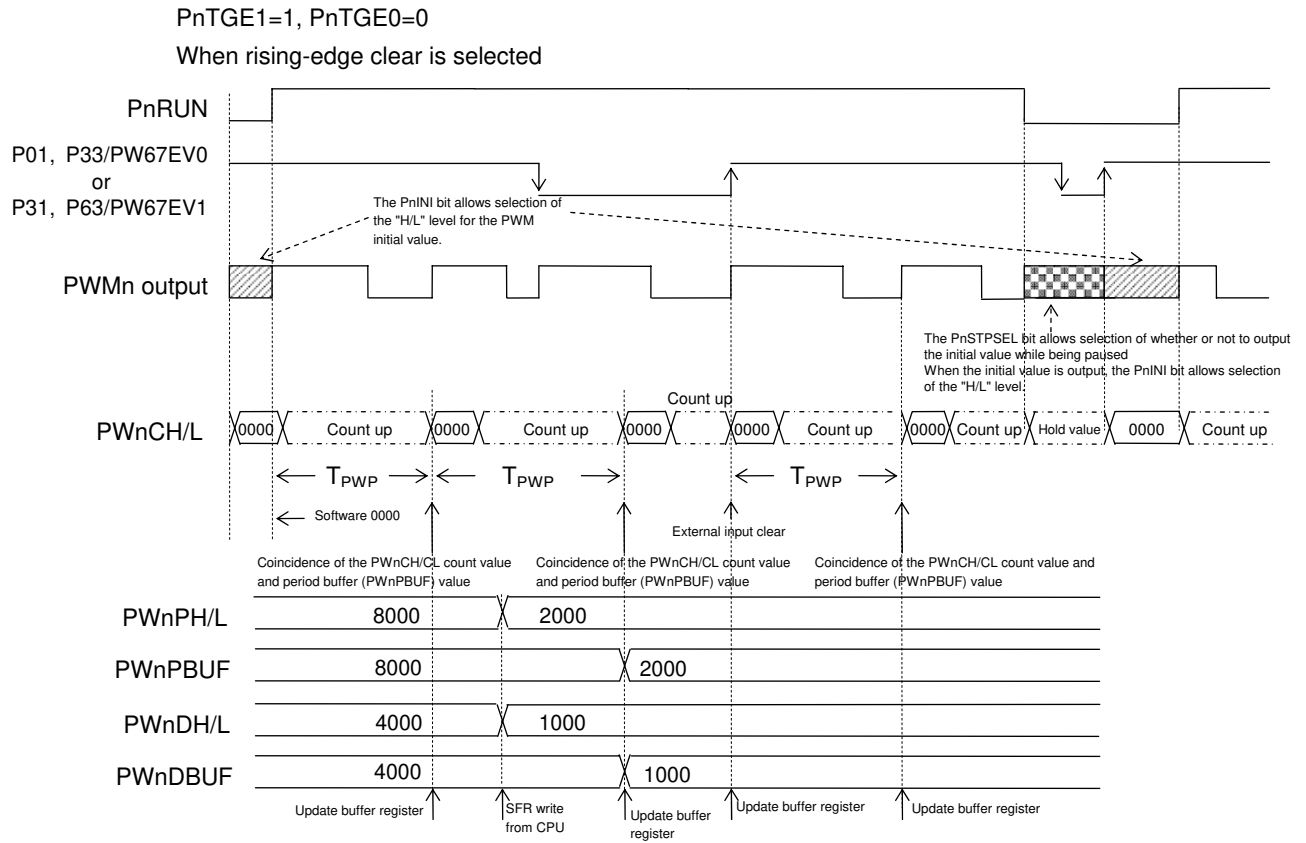 PnTGE1=1, PnTGE0=0
When rising-edge clear is selected
PnRUN
P01, P33/PW67EV0
or
P31, P63/PW67EV1
The PnINI bit allows selection of
the "H/L" level for the PWM
initial value.
PWMn output
The PnSTPSEL bit allows selection of whether or not to output
the initial value while being paused
When the initial value is output, the PnINI bit allows selection
of the "H/L" level.
Count up
PWnCH/L
0000 Count up 0000 Count up 0000 0000 Count up 0000 Count up Hold value 0000 Count up
TPWP TPWP TPWP
Software 0000
External input clear
Coincidence of the PWnCH/CL count value
and period buffer (PWnPBUF) value
Coincidence of the PWnCH/CL count value
and period buffer (PWnPBUF) value
Coincidence of the PWnCH/CL count value and
period buffer (PWnPBUF) value
PWnPH/L 8000 2000
PWnPBUF 8000 2000
PWnDH/L 4000 1000
PWnDBUF 4000 1000
Update buffer register
SFR write
from CPU
Update buffer
register
Update buffer register
Update buffer register